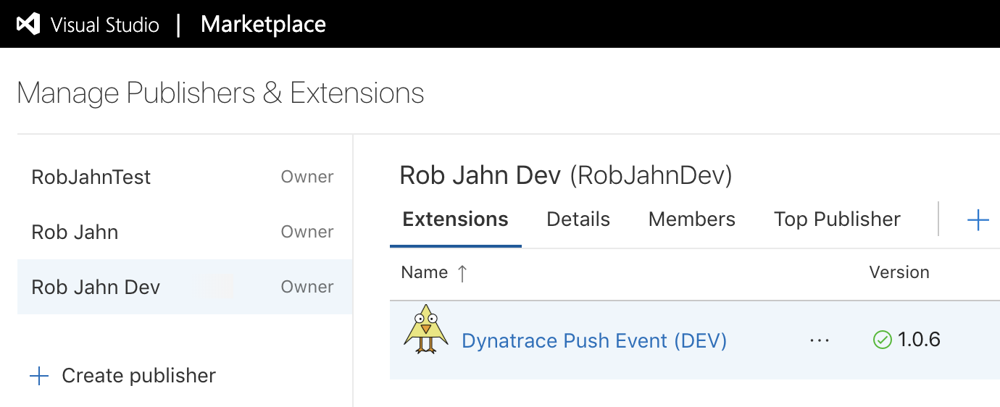 Visual Studio | Marketplace
Manage Publishers & Extensions
RobJahnTest Owner
Rob Jahn Owner
Rob Jahn Dev Owner
+ Create publisher
Rob Jahn Dev (RobJahnDev)
Extensions Details Members Top Publisher +
Name ↑ Version
Dynatrace Push Event (DEV) ... 1.0.6